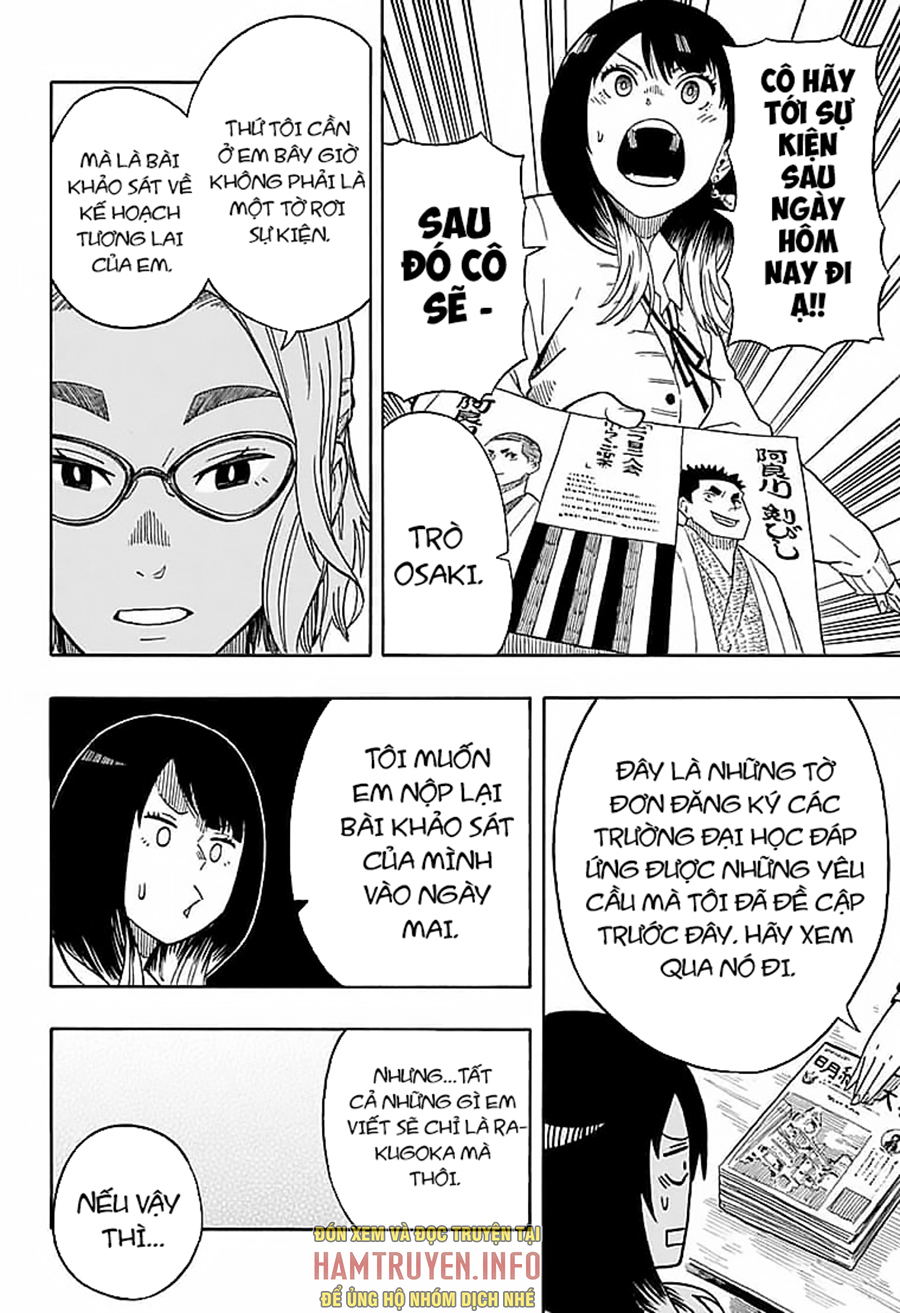 CÔ HÃY
TỚI SỰ
KIỆN
SAU
NGÀY
HÔM
NAY ĐI
Ạ!!
SAU
ĐÓ CÔ
SẼ -
阿良川 剣びし
TRÒ
OSAKI.
THỨ TÔI CẦN
Ở EM BÂY GIỜ
KHÔNG PHẢI LÀ
MỘT TỜ RƠI
SỰ KIỆN.
MÀ LÀ BÀI
KHẢO SÁT VỀ
KẾ HOẠCH
TƯƠNG LAI
CỦA EM.
ĐÂY LÀ NHỮNG TỜ
ĐƠN ĐĂNG KÝ CÁC
TRƯỜNG ĐẠI HỌC ĐÁP
ỨNG ĐƯỢC NHỮNG YÊU
CẦU MÀ TÔI ĐÃ ĐỀ CẬP
TRƯỚC ĐÂY. HÃY XEM
QUA NÓ ĐI.
TÔI MUỐN
EM NỘP LẠI
BÀI KHẢO SÁT
CỦA MÌNH
VÀO NGÀY
MAI.
NHƯNG...TẤT
CẢ NHỮNG GÌ EM
VIẾT SẼ CHỈ LÀ RA-
KUGOKA MÀ
THÔI.
NẾU VẬY
THÌ...
ĐÓN XEM VÀ ĐỌC TRUYỆN TẠI
HAMTRUYEN.INFO
ĐỂ ỦNG HỘ NHÓM DỊCH NHÉ